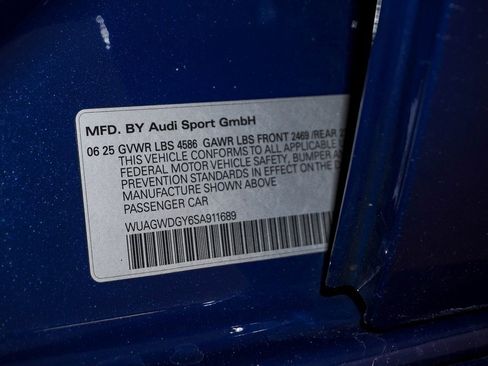 MFD. BY Audi Sport GmbH
06 25 GVWR LBS 4586 GAWR LBS FRONT 2469 /REAR
THIS VEHICLE CONFORMS TO ALL APPLICABLE
FEDERAL MOTOR VEHICLE SAFETY, BUMPER AN
PREVENTION STANDARDS IN EFFECT ON THE
MANUFACTURE SHOWN ABOVE
PASSENGER CAR
WUAGWDGY6SA911689